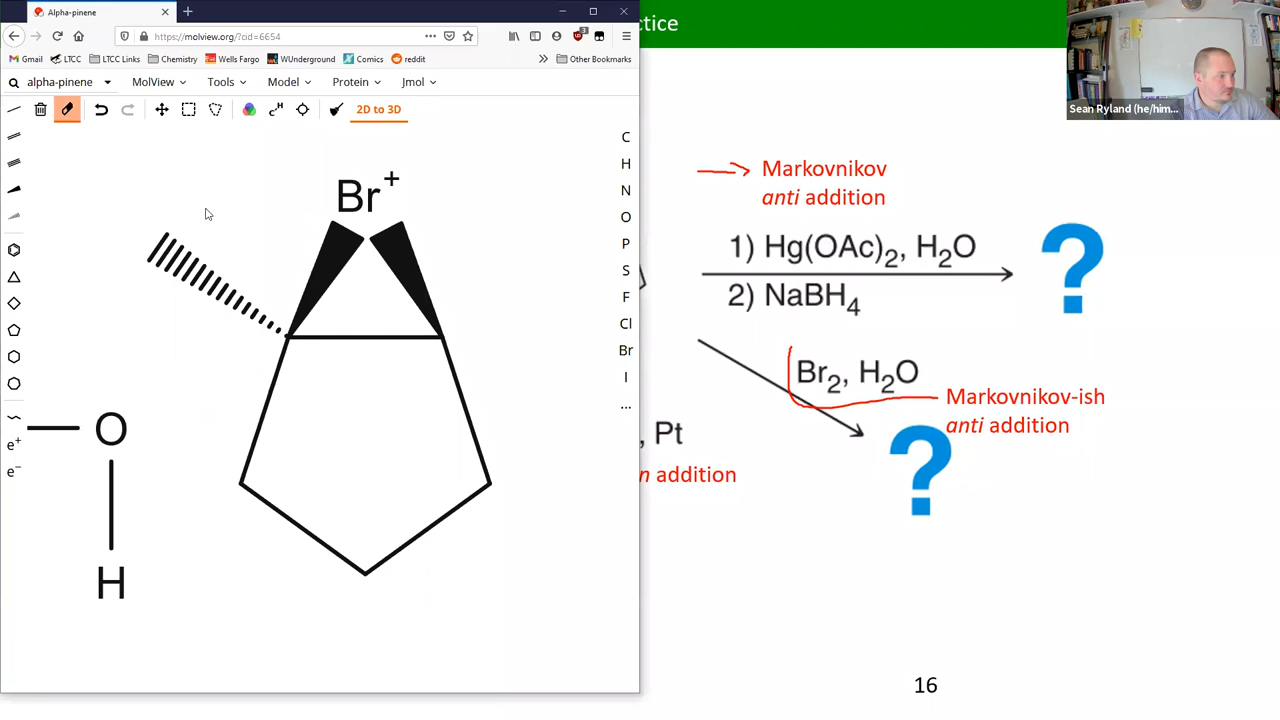 Alpha-pinene
https://molview.org/?cid=6654
Gmail LTCC LTCC Links Chemistry Wells Fargo WUnderground Comics reddit Other Bookmarks
alpha-pinene MolView Tools Model Protein Jmol
2D to 3D
C
H
N
O
P
S
F
Cl
Br
I
...
e+
e−
Br+
O
H
ctice
Sean Ryland (he/him...
Markovnikov
anti addition
1) Hg(OAc)2, H2O
2) NaBH4
?
Br2, H2O
Markovnikov-ish
anti addition
?
, Pt
n addition
16